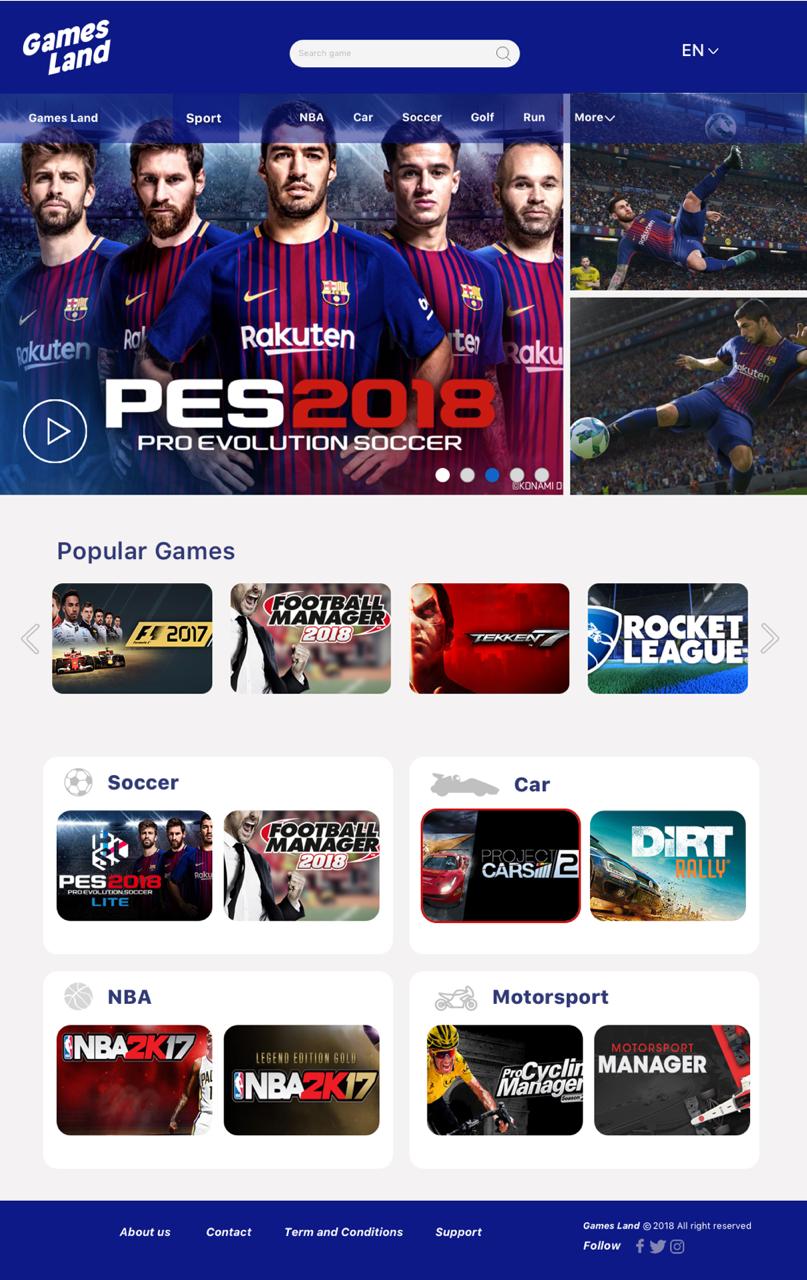 Games
Land
Search game
EN
Games Land
Sport
NBA
Car
Soccer
Golf
Run
More
Rakuten
Rakuten
PES2018
PRO EVOLUTION SOCCER
©KONAMI D
Popular Games
F1 2017
FOOTBALL
MANAGER
2018
TEKKEN 7
ROCKET
LEAGUE
Soccer
Car
PES2018
PRO EVOLUTION SOCCER
LITE
FOOTBALL
MANAGER
2018
PROJECT
CARS 2
DiRT
RALLY
NBA
Motorsport
NBA2K17
LEGEND EDITION GOLD
NBA2K17
Pro Cyclin
Manager
MOTORSPORT
MANAGER
About us
Contact
Term and Conditions
Support
Games Land © 2018 All right reserved
Follow